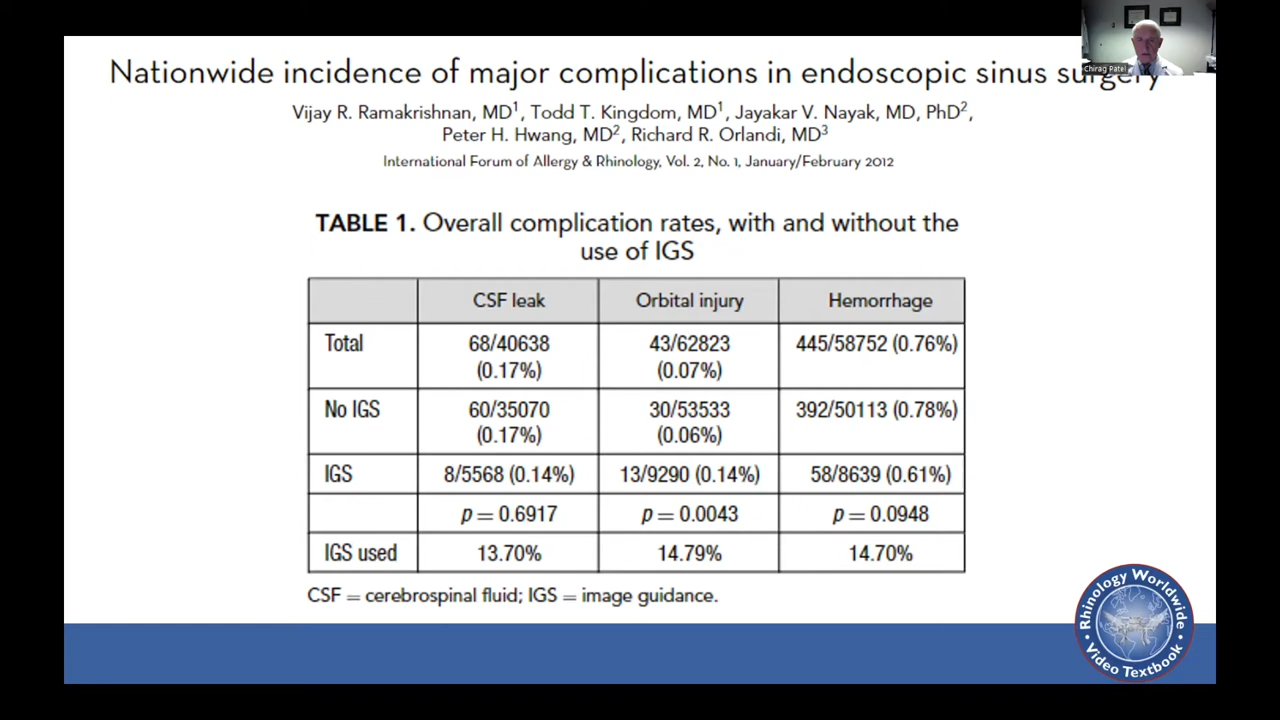 Chirag Patel
Nationwide incidence of major complications in endoscopic sinus surgery
Vijay R. Ramakrishnan, MD1, Todd T. Kingdom, MD1, Jayakar V. Nayak, MD, PhD2,
Peter H. Hwang, MD2, Richard R. Orlandi, MD3
International Forum of Allergy & Rhinology, Vol. 2, No. 1, January/February 2012
TABLE 1. Overall complication rates, with and without the
use of IGS
CSF leak Orbital injury Hemorrhage
Total 68/40638 43/62823 445/58752 (0.76%)
(0.17%) (0.07%)
No IGS 60/35070 30/53533 392/50113 (0.78%)
(0.17%) (0.06%)
IGS 8/5568 (0.14%) 13/9290 (0.14%) 58/8639 (0.61%)
p = 0.6917 p = 0.0043 p = 0.0948
IGS used 13.70% 14.79% 14.70%
CSF = cerebrospinal fluid; IGS = image guidance.
Rhinology Worldwide
• Video Textbook •